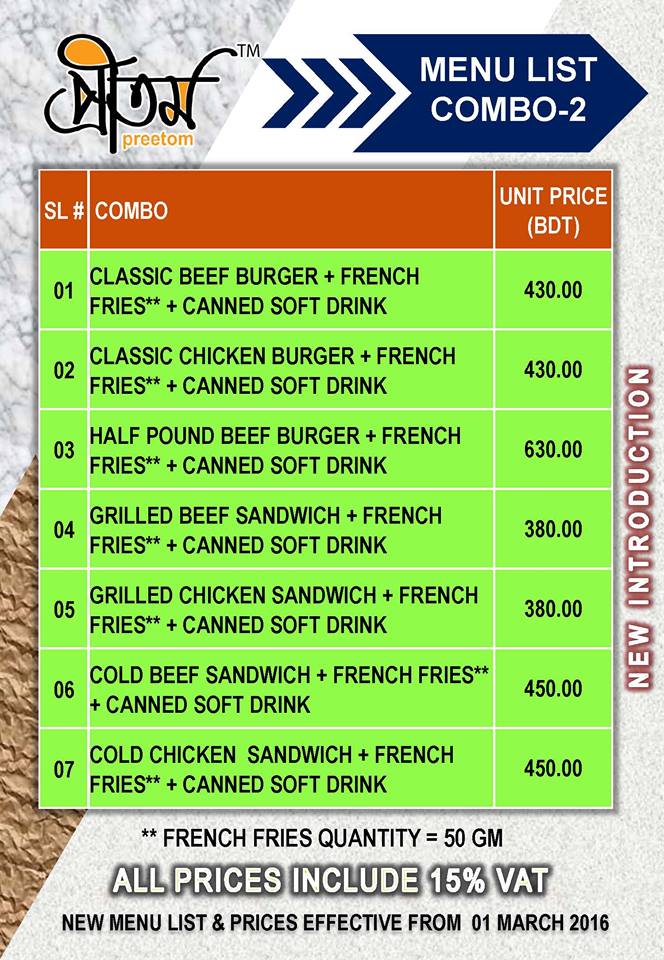 প্রীতম TM
preetom
MENU LIST
COMBO-2
SL # COMBO UNIT PRICE
(BDT)
01 CLASSIC BEEF BURGER + FRENCH
FRIES** + CANNED SOFT DRINK 430.00
02 CLASSIC CHICKEN BURGER + FRENCH
FRIES** + CANNED SOFT DRINK 430.00
03 HALF POUND BEEF BURGER + FRENCH
FRIES** + CANNED SOFT DRINK 630.00
04 GRILLED BEEF SANDWICH + FRENCH
FRIES** + CANNED SOFT DRINK 380.00
05 GRILLED CHICKEN SANDWICH + FRENCH
FRIES** + CANNED SOFT DRINK 380.00
06 COLD BEEF SANDWICH + FRENCH FRIES**
+ CANNED SOFT DRINK 450.00
07 COLD CHICKEN SANDWICH + FRENCH
FRIES** + CANNED SOFT DRINK 450.00
NEW INTRODUCTION
** FRENCH FRIES QUANTITY = 50 GM
ALL PRICES INCLUDE 15% VAT
NEW MENU LIST & PRICES EFFECTIVE FROM 01 MARCH 2016